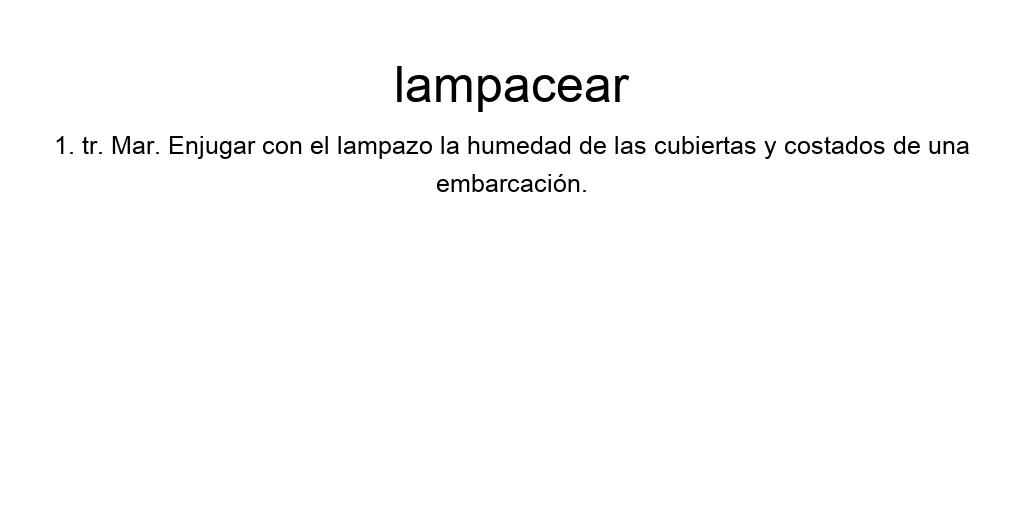 lampacear
1. tr. Mar. Enjugar con el lampazo la humedad de las cubiertas y costados de una
embarcación.